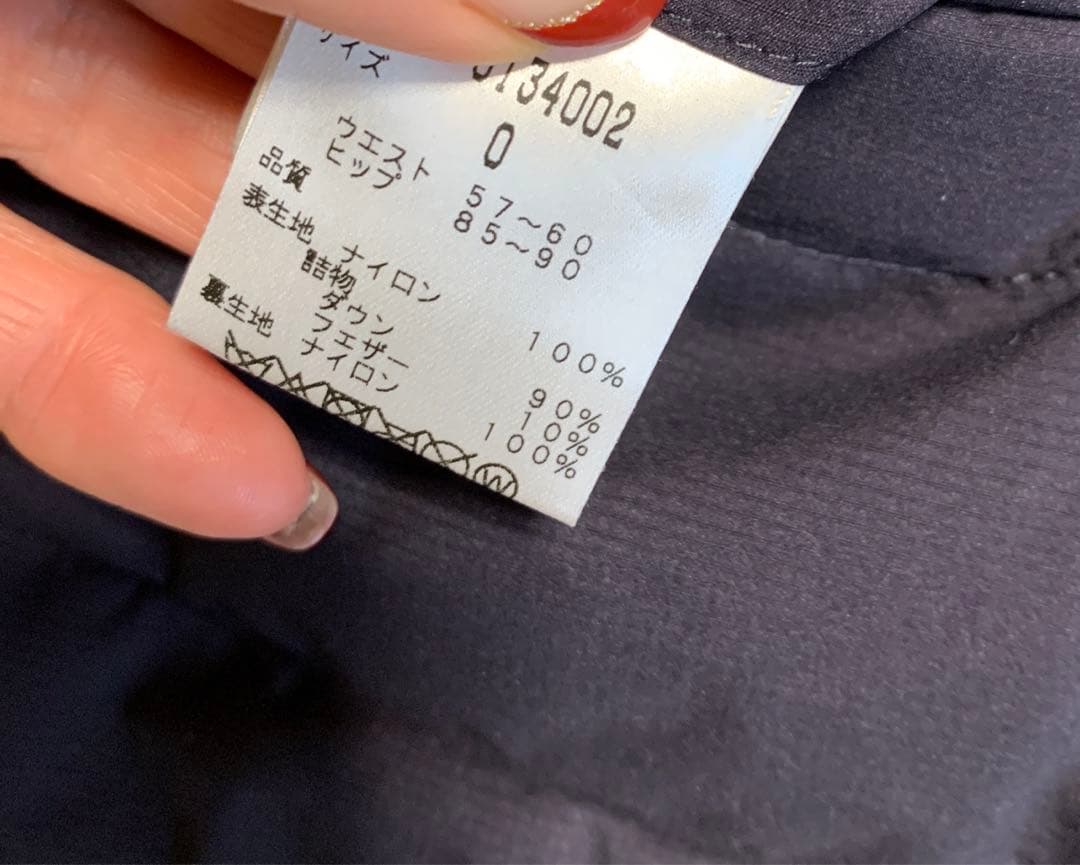 サイズ 0134002
0
ウエスト 57～60
ヒップ 85～90
品質
表生地 ナイロン 100%
詰物
ダウン 90%
フェザー 10%
裏生地 ナイロン 100%
W